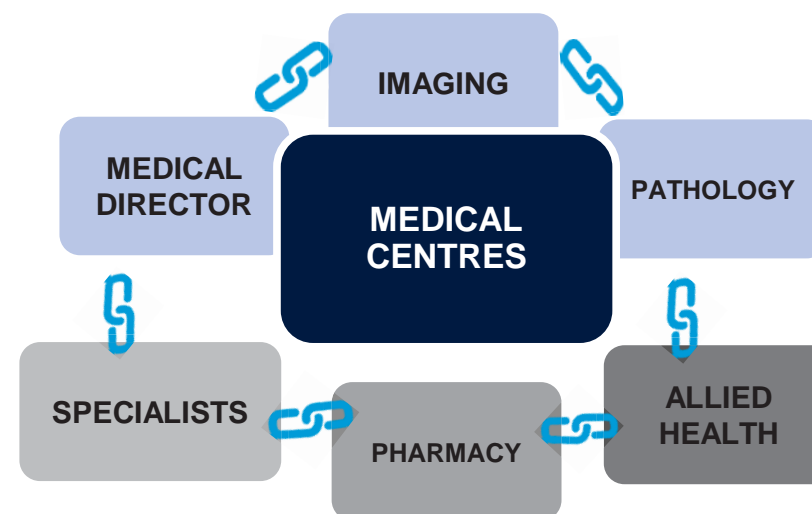 IMAGING
MEDICAL
DIRECTOR
PATHOLOGY
MEDICAL
CENTRES
SPECIALISTS
PHARMACY
ALLIED
HEALTH